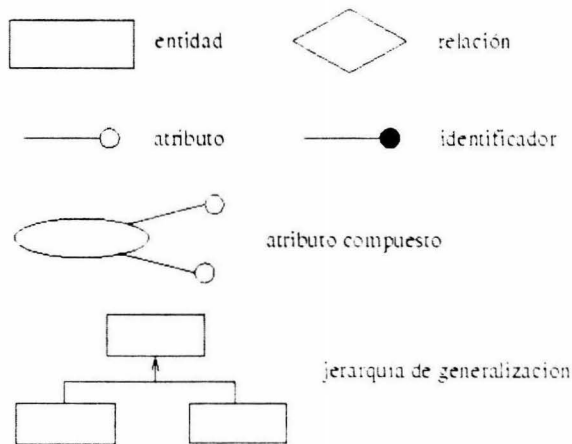 entidad
relación
atributo
identificador
atributo compuesto
jerarquia de generalizacion